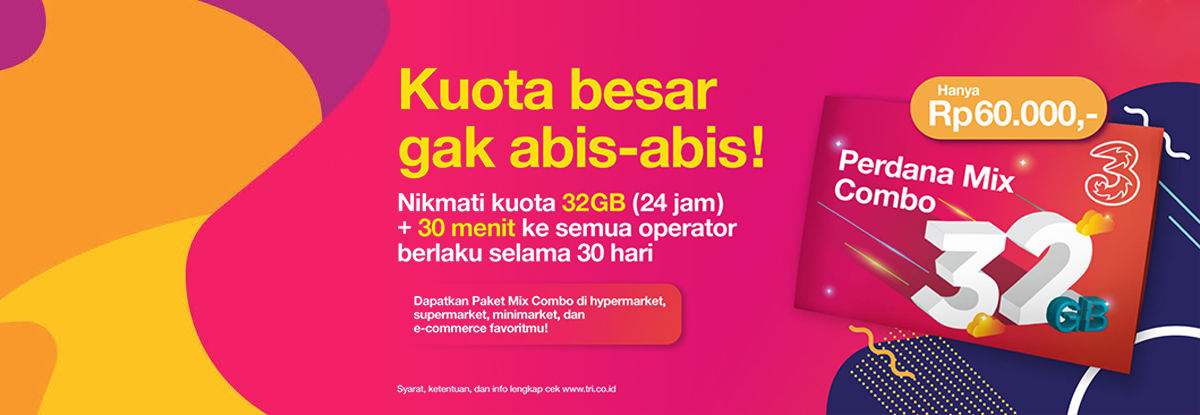 Kuota besar
gak abis-abis!
Nikmati kuota 32GB (24 jam)
+ 30 menit ke semua operator
berlaku selama 30 hari
Dapatkan Paket Mix Combo di hypermarket,
supermarket, minimarket, dan
e-commerce favoritmu!
Syarat, ketentuan, dan info lengkap cek www.tri.co.id
Hanya
Rp60.000,-
Perdana Mix
Combo
3
32
GB